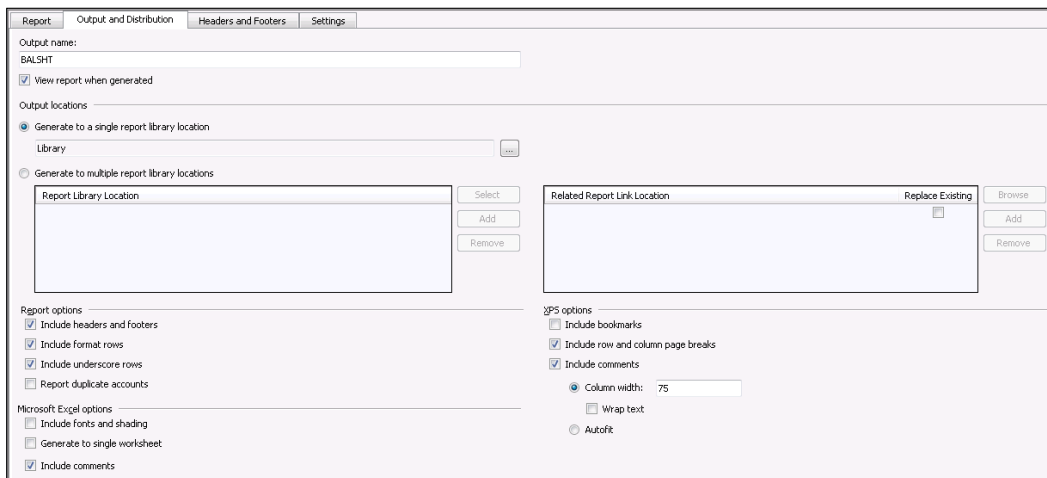 Report Output and Distribution Headers and Footers Settings
Output name:
BALSHT
View report when generated
Output locations
Generate to a single report library location
Library ...
Generate to multiple report library locations
Report Library Location Select Related Report Link Location Replace Existing Browse
Add Add
Remove Remove
Report options XPS options
Include headers and footers Include bookmarks
Include format rows Include row and column page breaks
Include underscore rows Include comments
Report duplicate accounts Column width: 75
Microsoft Excel options Wrap text
Include fonts and shading Autofit
Generate to single worksheet
Include comments